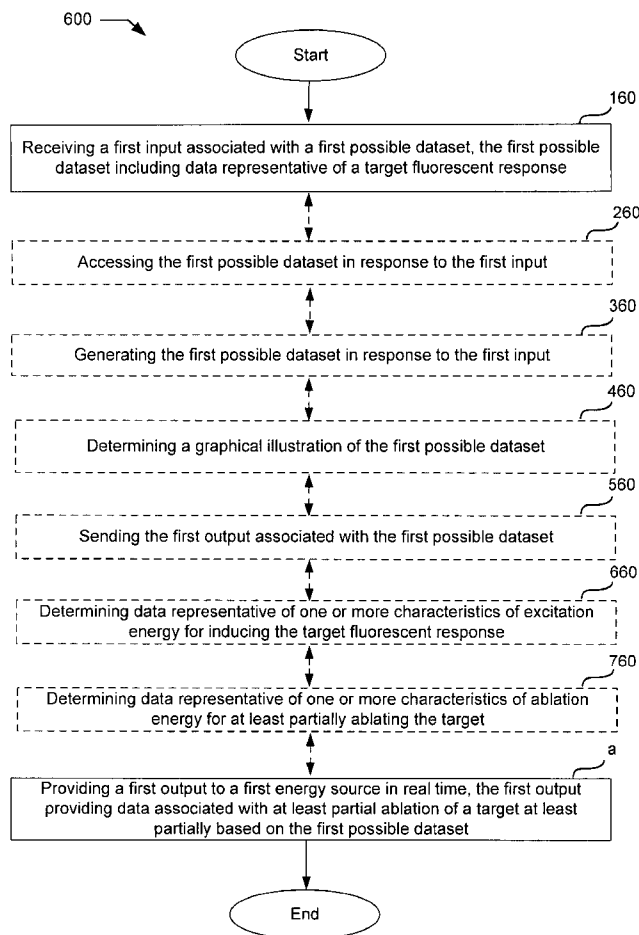 600
Start
160
Receiving a first input associated with a first possible dataset, the first possible
dataset including data representative of a target fluorescent response
260
Accessing the first possible dataset in response to the first input
360
Generating the first possible dataset in response to the first input
460
Determining a graphical illustration of the first possible dataset
560
Sending the first output associated with the first possible dataset
660
Determining data representative of one or more characteristics of excitation
energy for inducing the target fluorescent response
760
Determining data representative of one or more characteristics of ablation
energy for at least partially ablating the target
a
Providing a first output to a first energy source in real time, the first output
providing data associated with at least partial ablation of a target at least
partially based on the first possible dataset
End